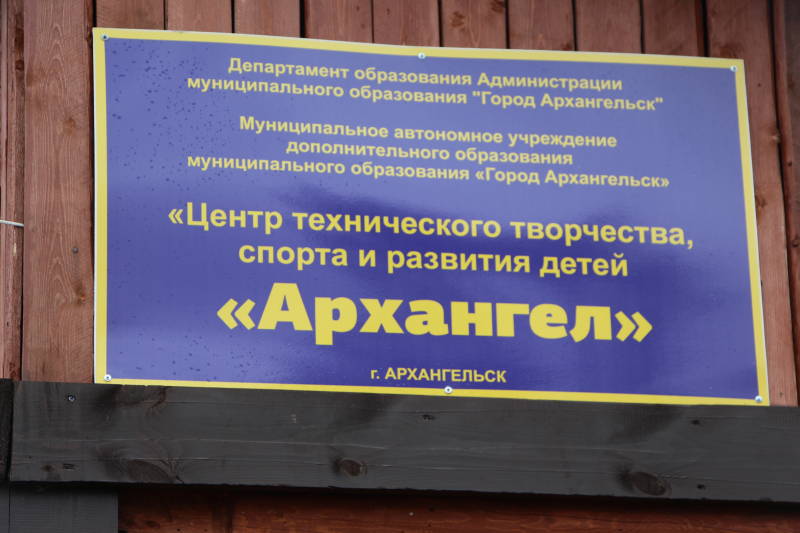 Департамент образования Администрации
муниципального образования "Город Архангельск"
Муниципальное автономное учреждение
дополнительного образования
муниципального образования «Город Архангельск»
«Центр технического творчества,
спорта и развития детей
«Архангел»
г. АРХАНГЕЛЬСК